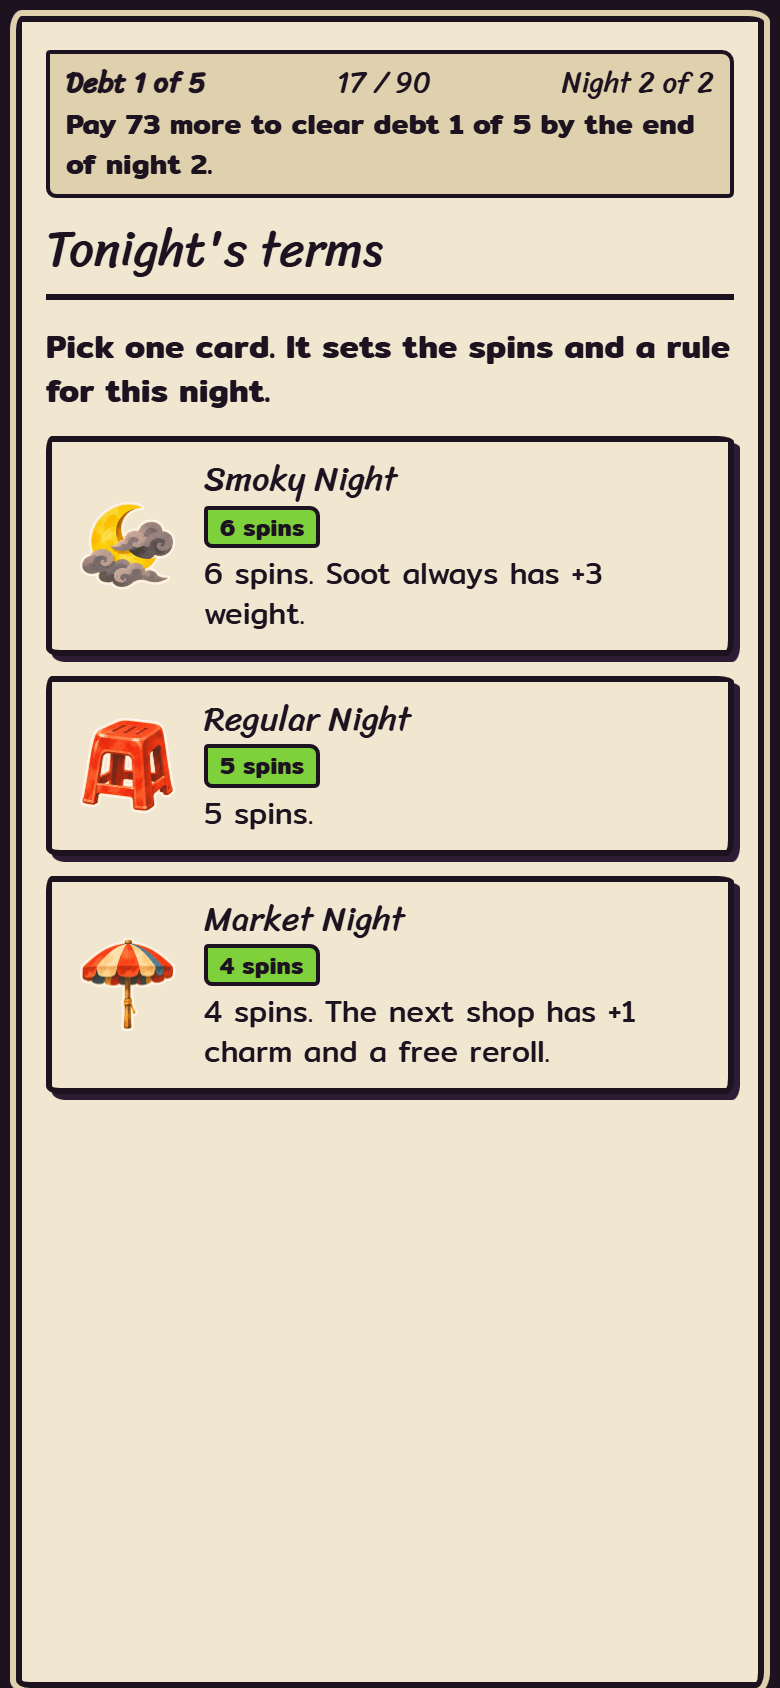 Debt 1 of 5 17 / 90 Night 2 of 2
Pay 73 more to clear debt 1 of 5 by the end
of night 2.
Tonight's terms
Pick one card. It sets the spins and a rule
for this night.
Smoky Night
6 spins
6 spins. Soot always has +3
weight.
Regular Night
5 spins
5 spins.
Market Night
4 spins
4 spins. The next shop has +1
charm and a free reroll.